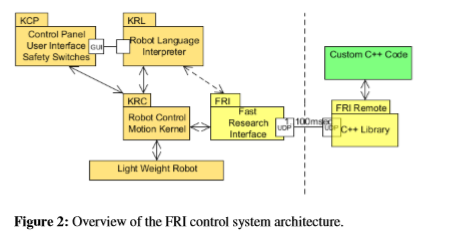 KCP
Control Panel
User Interface
Safety Switches
GUI
KRL
Robot Language
Interpreter
Custom C++ Code
KRC
Robot Control
Motion Kernel
FRI
Fast
Research
Interface
UDP
1..100msec
UDP
FRI Remote
C++ Library
Light Weight Robot
Figure 2: Overview of the FRI control system architecture.